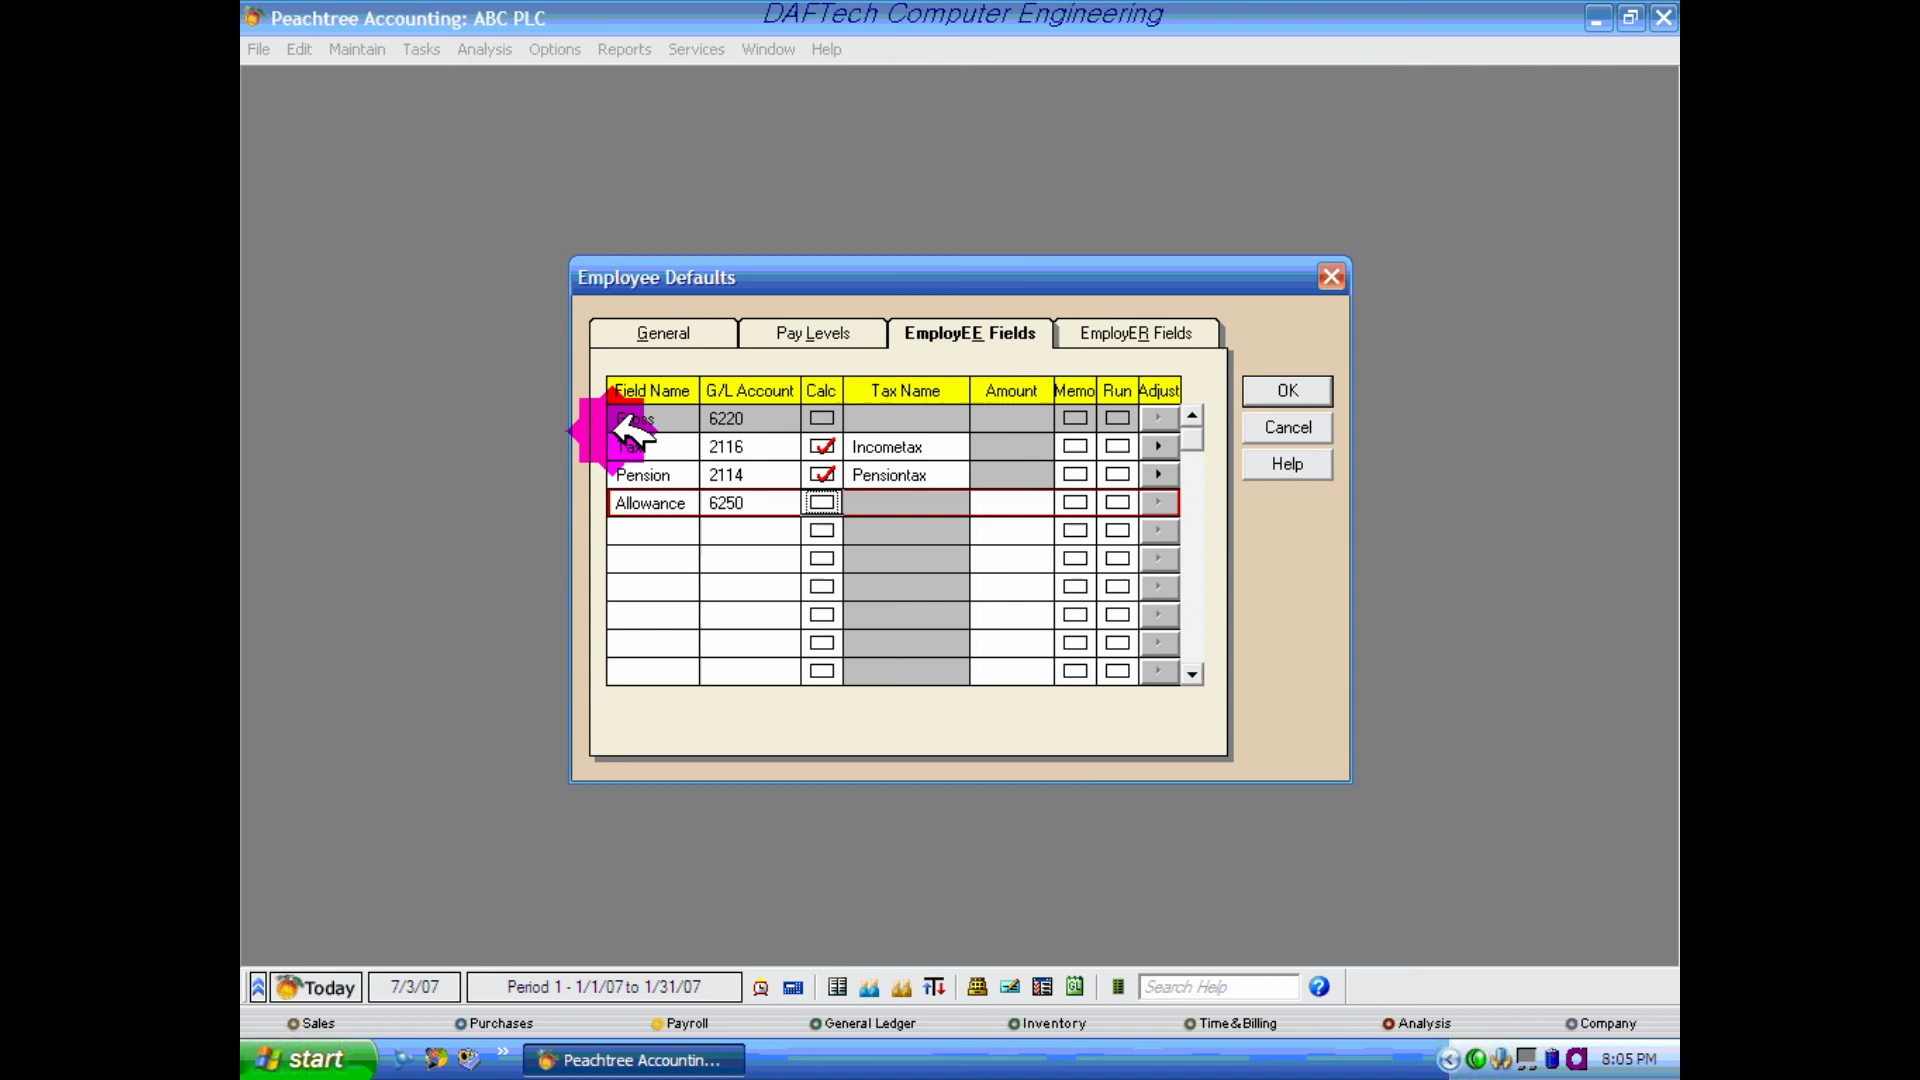 Peachtree Accounting: ABC PLC
DAFTech Computer Engineering
File Edit Maintain Tasks Analysis Options Reports Services Window Help
Employee Defaults
General Pay Levels EmployEE Fields EmployER Fields
Field Name G/L Account Calc Tax Name Amount Memo Run Adjust
Gross 6220
Tax 2116 Incometax
Pension 2114 Pensiontax
Allowance 6250
OK
Cancel
Help
Today 7/3/07 Period 1 - 1/1/07 to 1/31/07 Search Help
Sales Purchases Payroll General Ledger Inventory Time & Billing Analysis Company
start Peachtree Accountin... 8:05 PM